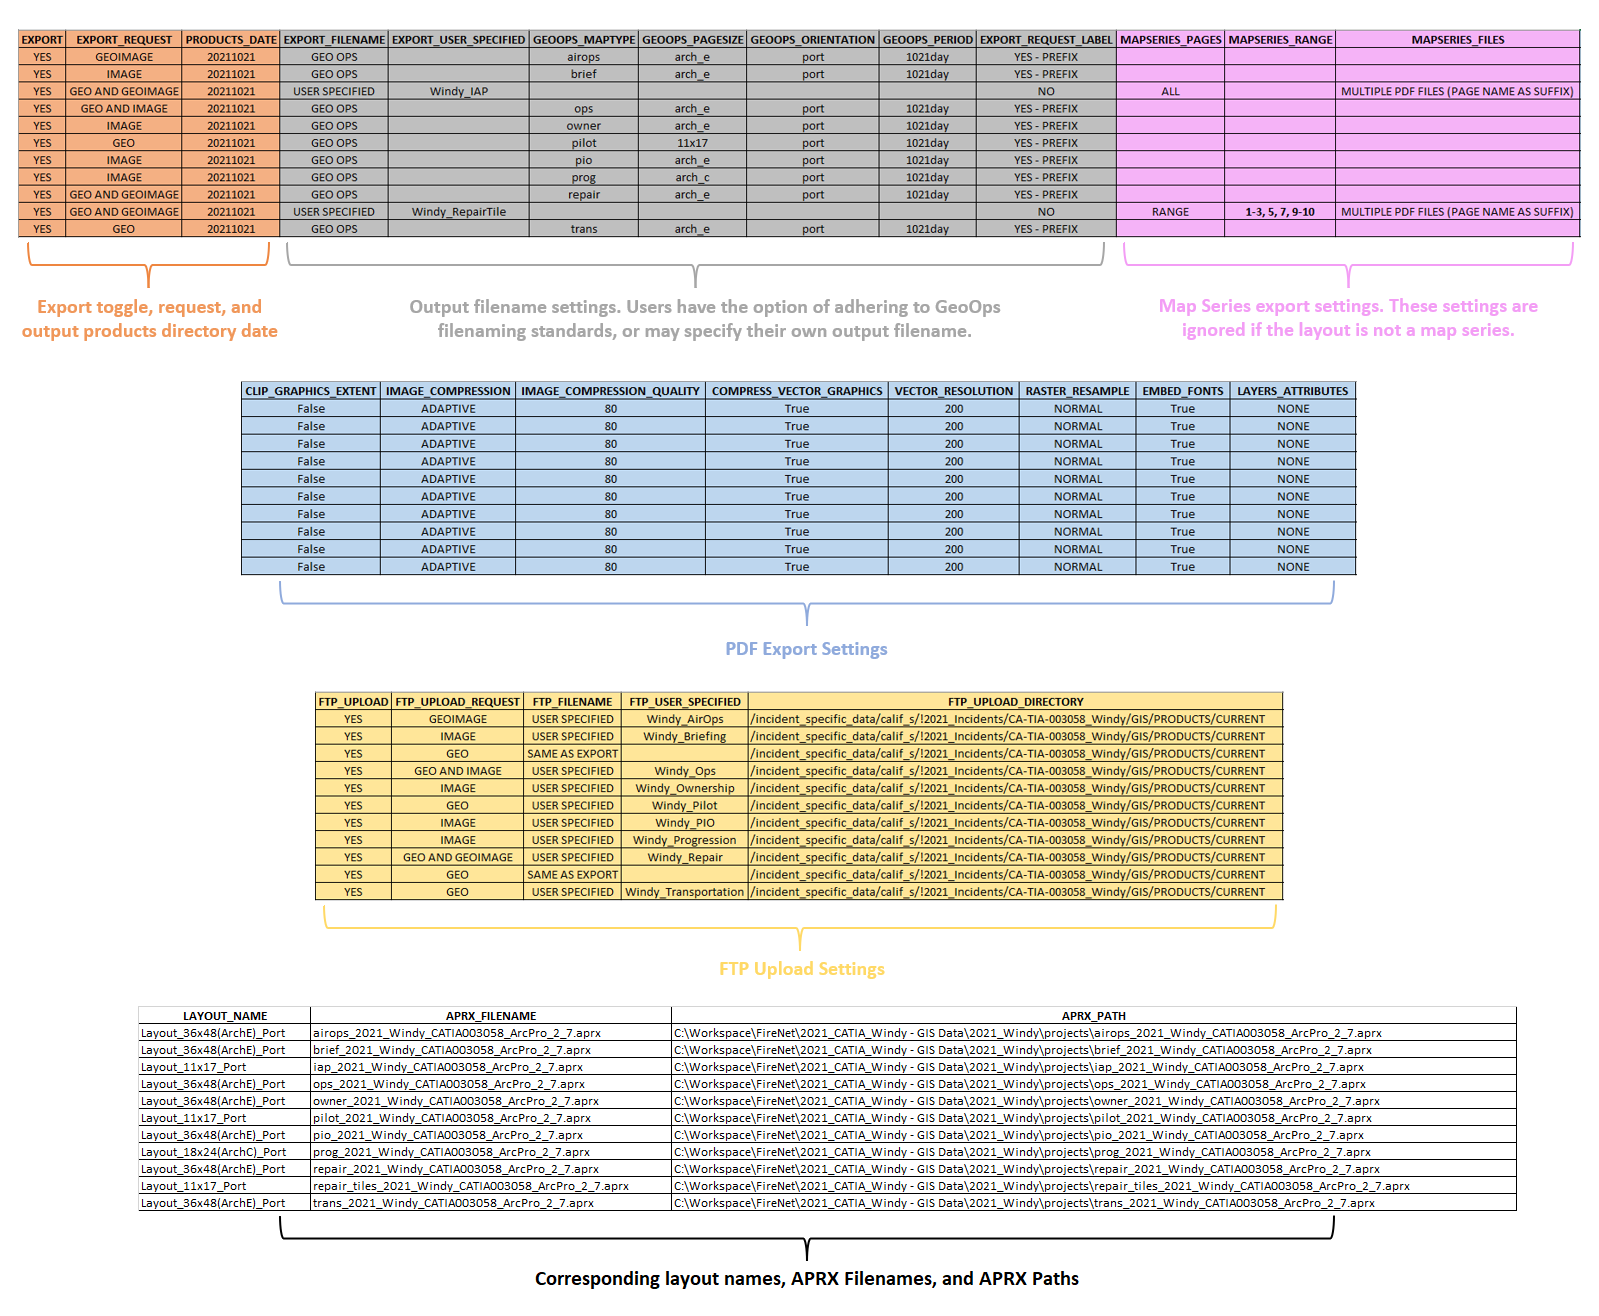 EXPORT EXPORT_REQUEST PRODUCTS_DATE EXPORT_FILENAME EXPORT_USER_SPECIFIED GEOOPS_MAPTYPE GEOOPS_PAGESIZE GEOOPS_ORIENTATION GEOOPS_PERIOD EXPORT_REQUEST_LABEL MAPSERIES_PAGES MAPSERIES_RANGE MAPSERIES_FILES
YES GEOIMAGE 20211021 GEO OPS airops arch_e port 1021day YES - PREFIX
YES IMAGE 20211021 GEO OPS brief arch_e port 1021day YES - PREFIX
YES GEO AND GEOIMAGE 20211021 USER SPECIFIED Windy_IAP NO ALL MULTIPLE PDF FILES (PAGE NAME AS SUFFIX)
YES GEO AND IMAGE 20211021 GEO OPS ops arch_e port 1021day YES - PREFIX
YES IMAGE 20211021 GEO OPS owner arch_e port 1021day YES - PREFIX
YES GEO 20211021 GEO OPS pilot 11x17 port 1021day YES - PREFIX
YES IMAGE 20211021 GEO OPS pio arch_e port 1021day YES - PREFIX
YES IMAGE 20211021 GEO OPS prog arch_c port 1021day YES - PREFIX
YES GEO AND GEOIMAGE 20211021 GEO OPS repair arch_e port 1021day YES - PREFIX
YES GEO AND GEOIMAGE 20211021 USER SPECIFIED Windy_RepairTile NO RANGE 1-3, 5, 7, 9-10 MULTIPLE PDF FILES (PAGE NAME AS SUFFIX)
YES GEO 20211021 GEO OPS trans arch_e port 1021day YES - PREFIX
Export toggle, request, and
output products directory date
Output filename settings. Users have the option of adhering to GeoOps
filenaming standards, or may specify their own output filename.
Map Series export settings. These settings are
ignored if the layout is not a map series.
CLIP_GRAPHICS_EXTENT IMAGE_COMPRESSION IMAGE_COMPRESSION_QUALITY COMPRESS_VECTOR_GRAPHICS VECTOR_RESOLUTION RASTER_RESAMPLE EMBED_FONTS LAYERS_ATTRIBUTES
False ADAPTIVE 80 True 200 NORMAL True NONE
False ADAPTIVE 80 True 200 NORMAL True NONE
False ADAPTIVE 80 True 200 NORMAL True NONE
False ADAPTIVE 80 True 200 NORMAL True NONE
False ADAPTIVE 80 True 200 NORMAL True NONE
False ADAPTIVE 80 True 200 NORMAL True NONE
False ADAPTIVE 80 True 200 NORMAL True NONE
False ADAPTIVE 80 True 200 NORMAL True NONE
False ADAPTIVE 80 True 200 NORMAL True NONE
False ADAPTIVE 80 True 200 NORMAL True NONE
PDF Export Settings
FTP_UPLOAD FTP_UPLOAD_REQUEST FTP_FILENAME FTP_USER_SPECIFIED FTP_UPLOAD_DIRECTORY
YES GEOIMAGE USER SPECIFIED Windy_AirOps /incident_specific_data/calif_s/!2021_Incidents/CA-TIA-003058_Windy/GIS/PRODUCTS/CURRENT
YES IMAGE USER SPECIFIED Windy_Briefing /incident_specific_data/calif_s/!2021_Incidents/CA-TIA-003058_Windy/GIS/PRODUCTS/CURRENT
YES GEO SAME AS EXPORT /incident_specific_data/calif_s/!2021_Incidents/CA-TIA-003058_Windy/GIS/PRODUCTS/CURRENT
YES GEO AND IMAGE USER SPECIFIED Windy_Ops /incident_specific_data/calif_s/!2021_Incidents/CA-TIA-003058_Windy/GIS/PRODUCTS/CURRENT
YES IMAGE USER SPECIFIED Windy_Ownership /incident_specific_data/calif_s/!2021_Incidents/CA-TIA-003058_Windy/GIS/PRODUCTS/CURRENT
YES GEO USER SPECIFIED Windy_Pilot /incident_specific_data/calif_s/!2021_Incidents/CA-TIA-003058_Windy/GIS/PRODUCTS/CURRENT
YES IMAGE USER SPECIFIED Windy_PIO /incident_specific_data/calif_s/!2021_Incidents/CA-TIA-003058_Windy/GIS/PRODUCTS/CURRENT
YES IMAGE USER SPECIFIED Windy_Progression /incident_specific_data/calif_s/!2021_Incidents/CA-TIA-003058_Windy/GIS/PRODUCTS/CURRENT
YES GEO AND GEOIMAGE USER SPECIFIED Windy_Repair /incident_specific_data/calif_s/!2021_Incidents/CA-TIA-003058_Windy/GIS/PRODUCTS/CURRENT
YES GEO SAME AS EXPORT /incident_specific_data/calif_s/!2021_Incidents/CA-TIA-003058_Windy/GIS/PRODUCTS/CURRENT
YES GEO USER SPECIFIED Windy_Transportation /incident_specific_data/calif_s/!2021_Incidents/CA-TIA-003058_Windy/GIS/PRODUCTS/CURRENT
FTP Upload Settings
LAYOUT_NAME APRX_FILENAME APRX_PATH
Layout_36x48(ArchE)_Port airops_2021_Windy_CATIA003058_ArcPro_2_7.aprx C:\Workspace\FireNet\2021_CATIA_Windy - GIS Data\2021_Windy\projects\airops_2021_Windy_CATIA003058_ArcPro_2_7.aprx
Layout_36x48(ArchE)_Port brief_2021_Windy_CATIA003058_ArcPro_2_7.aprx C:\Workspace\FireNet\2021_CATIA_Windy - GIS Data\2021_Windy\projects\brief_2021_Windy_CATIA003058_ArcPro_2_7.aprx
Layout_11x17_Port iap_2021_Windy_CATIA003058_ArcPro_2_7.aprx C:\Workspace\FireNet\2021_CATIA_Windy - GIS Data\2021_Windy\projects\iap_2021_Windy_CATIA003058_ArcPro_2_7.aprx
Layout_36x48(ArchE)_Port ops_2021_Windy_CATIA003058_ArcPro_2_7.aprx C:\Workspace\FireNet\2021_CATIA_Windy - GIS Data\2021_Windy\projects\ops_2021_Windy_CATIA003058_ArcPro_2_7.aprx
Layout_36x48(ArchE)_Port owner_2021_Windy_CATIA003058_ArcPro_2_7.aprx C:\Workspace\FireNet\2021_CATIA_Windy - GIS Data\2021_Windy\projects\owner_2021_Windy_CATIA003058_ArcPro_2_7.aprx
Layout_11x17_Port pilot_2021_Windy_CATIA003058_ArcPro_2_7.aprx C:\Workspace\FireNet\2021_CATIA_Windy - GIS Data\2021_Windy\projects\pilot_2021_Windy_CATIA003058_ArcPro_2_7.aprx
Layout_36x48(ArchE)_Port pio_2021_Windy_CATIA003058_ArcPro_2_7.aprx C:\Workspace\FireNet\2021_CATIA_Windy - GIS Data\2021_Windy\projects\pio_2021_Windy_CATIA003058_ArcPro_2_7.aprx
Layout_18x24(ArchC)_Port prog_2021_Windy_CATIA003058_ArcPro_2_7.aprx C:\Workspace\FireNet\2021_CATIA_Windy - GIS Data\2021_Windy\projects\prog_2021_Windy_CATIA003058_ArcPro_2_7.aprx
Layout_36x48(ArchE)_Port repair_2021_Windy_CATIA003058_ArcPro_2_7.aprx C:\Workspace\FireNet\2021_CATIA_Windy - GIS Data\2021_Windy\projects\repair_2021_Windy_CATIA003058_ArcPro_2_7.aprx
Layout_11x17_Port repair_tiles_2021_Windy_CATIA003058_ArcPro_2_7.aprx C:\Workspace\FireNet\2021_CATIA_Windy - GIS Data\2021_Windy\projects\repair_tiles_2021_Windy_CATIA003058_ArcPro_2_7.aprx
Layout_36x48(ArchE)_Port trans_2021_Windy_CATIA003058_ArcPro_2_7.aprx C:\Workspace\FireNet\2021_CATIA_Windy - GIS Data\2021_Windy\projects\trans_2021_Windy_CATIA003058_ArcPro_2_7.aprx
Corresponding layout names, APRX Filenames, and APRX Paths